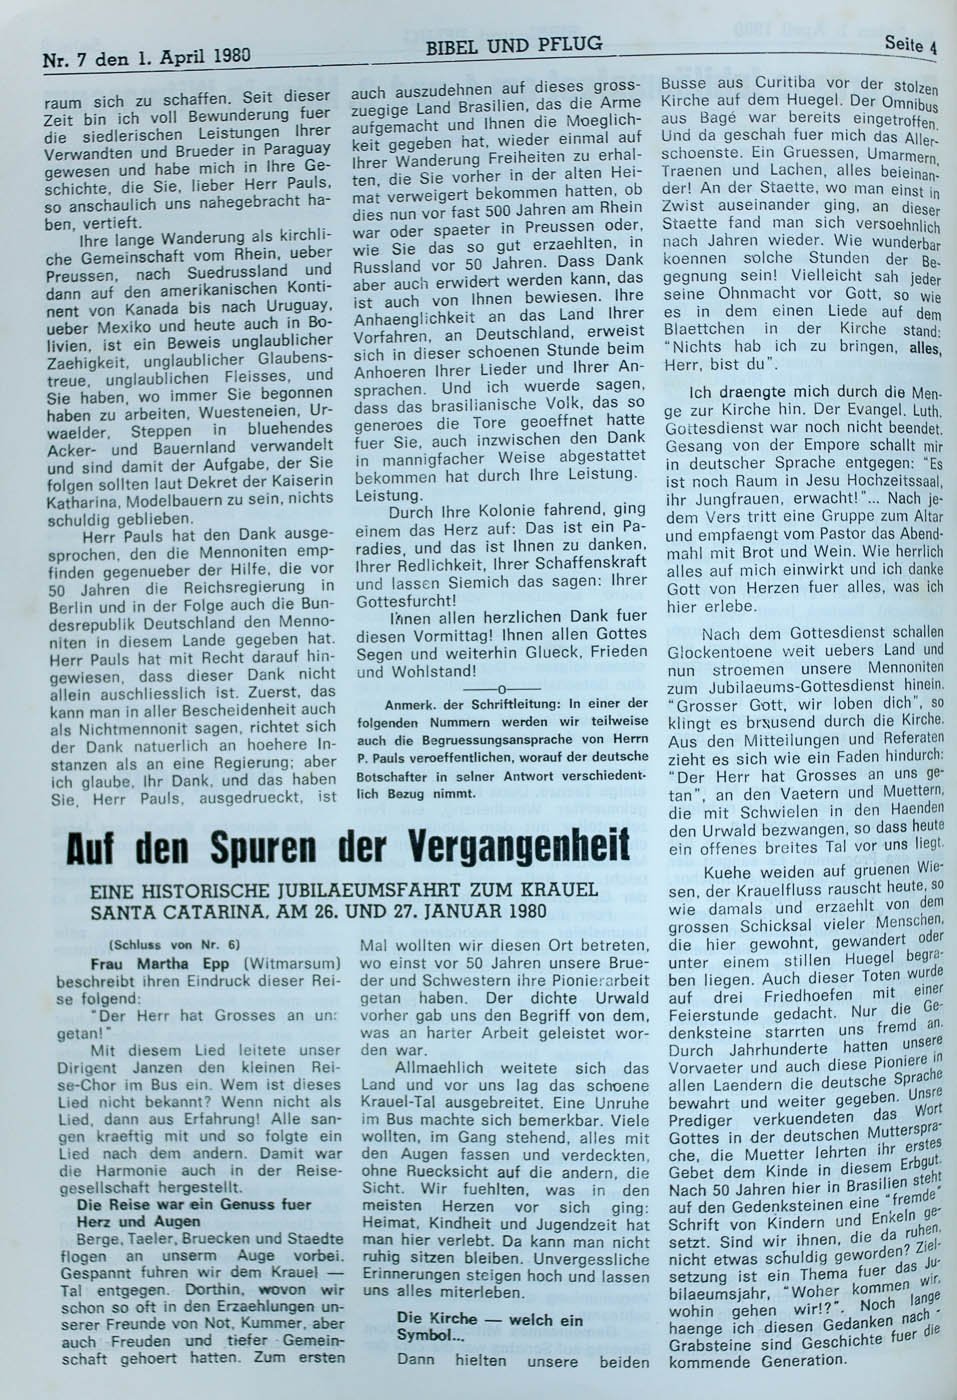 Nr. 7 den 1. April 1980
BIBEL UND PFLUG
Seite 4
raum sich zu schaffen. Seit dieser
Zeit bin ich voll Bewunderung fuer
die siedlerischen Leistungen Ihrer
Verwandten und Brueder in Paraguay
gewesen und habe mich in Ihre Ge-
schichte, die Sie, lieber Herr Pauls,
so anschaulich uns nahegebracht ha-
ben, vertieft.
Ihre lange Wanderung als kirchli-
che Gemeinschaft vom Rhein, ueber
Preussen, nach Suedrussland und
dann auf den amerikanischen Konti-
nent von Kanada bis nach Uruguay,
ueber Mexiko und heute auch in Bo-
livien, ist ein Beweis unglaublicher
Zaehigkeit, unglaublicher Glaubens-
treue, unglaublichen Fleisses, und
Sie haben, wo immer Sie begonnen
haben zu arbeiten, Wuesteneien, Ur-
waelder, Steppen in bluehendes
Acker- und Bauernland verwandelt
und sind damit der Aufgabe, der Sie
folgen sollten laut Dekret der Kaiserin
Katharina, Modelbauern zu sein, nichts
schuldig geblieben.
Herr Pauls hat den Dank ausge-
sprochen, den die Mennoniten emp-
finden gegenueber der Hilfe, die vor
50 Jahren die Reichsregierung in
Berlin und in der Folge auch die Bun-
desrepublik Deutschland den Menno-
niten in diesem Lande gegeben hat.
Herr Pauls hat mit Recht darauf hin-
gewiesen, dass dieser Dank nicht
allein auschliesslich ist. Zuerst, das
kann man in aller Bescheidenheit auch
als Nichtmennonit sagen, richtet sich
der Dank natuerlich an hoehere In-
stanzen als an eine Regierung; aber
ich glaube, Ihr Dank, und das haben
Sie, Herr Pauls, ausgedrueckt, ist
auch auszudehnen auf dieses gross-
zuegige Land Brasilien, das die Arme
aufgemacht und Ihnen die Moeglich-
keit gegeben hat, wieder einmal auf
Ihrer Wanderung Freiheiten zu erhal-
ten, die Sie vorher in der alten Hei-
mat verweigert bekommen hatten, ob
dies nun vor fast 500 Jahren am Rhein
war oder spaeter in Preussen oder,
wie Sie das so gut erzaehlten, in
Russland vor 50 Jahren. Dass Dank
aber auch erwidert werden kann, das
ist auch von Ihnen bewiesen. Ihre
Anhaenglichkeit an das Land Ihrer
Vorfahren, an Deutschland, erweist
sich in dieser schoenen Stunde beim
Anhoeren Ihrer Lieder und Ihrer An-
sprachen. Und ich wuerde sagen,
dass das brasilianische Volk, das so
generoes die Tore geoeffnet hatte
fuer Sie, auch inzwischen den Dank
in mannigfacher Weise abgestattet
bekommen hat durch Ihre Leistung.
Leistung.
Durch Ihre Kolonie fahrend, ging
einem das Herz auf: Das ist ein Pa-
radies, und das ist Ihnen zu danken,
Ihrer Redlichkeit, Ihrer Schaffenskraft
und lassen Siemich das sagen: Ihrer
Gottesfurcht!
Ihnen allen herzlichen Dank fuer
diesen Vormittag! Ihnen allen Gottes
Segen und weiterhin Glueck, Frieden
und Wohlstand!
——o——
Anmerk. der Schriftleitung: In einer der
folgenden Nummern werden wir teilweise
auch die Begruessungsansprache von Herrn
P. Pauls veroeffentlichen, worauf der deutsche
Botschafter in seiner Antwort verschiedent-
lich Bezug nimmt.
Auf den Spuren der Vergangenheit
EINE HISTORISCHE JUBILAEUMSFAHRT ZUM KRAUEL
SANTA CATARINA, AM 26. UND 27. JANUAR 1980
(Schluss von Nr. 6)
Frau Martha Epp (Witmarsum)
beschreibt ihren Eindruck dieser Rei-
se folgend:
"Der Herr hat Grosses an un:
getan!"
Mit diesem Lied leitete unser
Dirigent Janzen den kleinen Rei-
se-Chor im Bus ein. Wem ist dieses
Lied nicht bekannt? Wenn nicht als
Lied, dann aus Erfahrung! Alle san-
gen kraeftig mit und so folgte ein
Lied nach dem andern. Damit war
die Harmonie auch in der Reise-
gesellschaft hergestellt.
Die Reise war ein Genuss fuer
Herz und Augen
Berge, Taeler, Bruecken und Staedte
flogen an unserm Auge vorbei.
Gespannt fuhren wir dem Krauel —
Tal entgegen. Dorthin, wovon wir
schon so oft in den Erzaehlungen un-
serer Freunde von Not, Kummer, aber
auch Freuden und tiefer Gemein-
schaft gehoert hatten. Zum ersten
Mal wollten wir diesen Ort betreten,
wo einst vor 50 Jahren unsere Brue-
der und Schwestern ihre Pionierarbeit
getan haben. Der dichte Urwald
vorher gab uns den Begriff von dem,
was an harter Arbeit geleistet wor-
den war.
Allmaehlich weitete sich das
Land und vor uns lag das schoene
Krauel-Tal ausgebreitet. Eine Unruhe
im Bus machte sich bemerkbar. Viele
wollten, im Gang stehend, alles mit
den Augen fassen und verdeckten,
ohne Ruecksicht auf die andern, die
Sicht. Wir fuehlten, was in den
meisten Herzen vor sich ging:
Heimat, Kindheit und Jugendzeit hat
man hier verlebt. Da kann man nicht
ruhig sitzen bleiben. Unvergessliche
Erinnerungen steigen hoch und lassen
uns alles miterleben.
Die Kirche — welch ein
Symbol...
Dann hielten unsere beiden
Busse aus Curitiba vor der stolzen
Kirche auf dem Huegel. Der Omnibus
aus Bagé war bereits eingetroffen.
Und da geschah fuer mich das Aller-
schoenste. Ein Gruessen, Umarmern,
Traenen und Lachen, alles beieinan-
der! An der Staette, wo man einst in
Zwist auseinander ging, an dieser
Staette fand man sich versoehnlich
nach Jahren wieder. Wie wunderbar
koennen solche Stunden der Be-
gegnung sein! Vielleicht sah jeder
seine Ohnmacht vor Gott, so wie
es in dem einen Liede auf dem
Blaettchen in der Kirche stand:
"Nichts hab ich zu bringen, alles,
Herr, bist du".
Ich draengte mich durch die Men-
ge zur Kirche hin. Der Evangel. Luth.
Gottesdienst war noch nicht beendet.
Gesang von der Empore schallt mir
in deutscher Sprache entgegen: "Es
ist noch Raum in Jesu Hochzeitssaal,
ihr Jungfrauen, erwacht!"... Nach je-
dem Vers tritt eine Gruppe zum Altar
und empfaengt vom Pastor das Abend-
mahl mit Brot und Wein. Wie herrlich
alles auf mich einwirkt und ich danke
Gott von Herzen fuer alles, was ich
hier erlebe.
Nach dem Gottesdienst schallen
Glockentoene weit uebers Land und
nun stroemen unsere Mennoniten
zum Jubilaeums-Gottesdienst hinein.
"Grosser Gott, wir loben dich", so
klingt es brausend durch die Kirche.
Aus den Mitteilungen und Referaten
zieht es sich wie ein Faden hindurch:
"Der Herr hat Grosses an uns ge-
tan", an den Vaetern und Muettern,
die mit Schwielen in den Haenden
den Urwald bezwangen, so dass heute
ein offenes breites Tal vor uns liegt.
Kuehe weiden auf gruenen Wie-
sen, der Krauelfluss rauscht heute, so
wie damals und erzaehlt von dem
grossen Schicksal vieler Menschen,
die hier gewohnt, gewandert oder
unter einem stillen Huegel begra-
ben liegen. Auch dieser Toten wurde
auf drei Friedhoefen mit einer
Feierstunde gedacht. Nur die Ge-
denksteine starrten uns fremd an.
Durch Jahrhunderte hatten unsere
Vorvaeter und auch diese Pioniere in
allen Laendern die deutsche Sprache
bewahrt und weiter gegeben. Unsre
Prediger verkuendeten das Wort
Gottes in der deutschen Mutterspra-
che, die Muetter lehrten ihr erstes
Gebet dem Kinde in diesem Erbgut.
Nach 50 Jahren hier in Brasilien steht
auf den Gedenksteinen eine "fremde"
Schrift von Kindern und Enkeln ge-
setzt. Sind wir ihnen, die da ruhen,
nicht etwas schuldig geworden? Ziel-
setzung ist ein Thema fuer das Ju-
bilaeumsjahr, "Woher kommen wir,
wohin gehen wir!?". Noch lange
haenge ich diesen Gedanken nach -
Grabsteine sind Geschichte fuer die
kommende Generation.